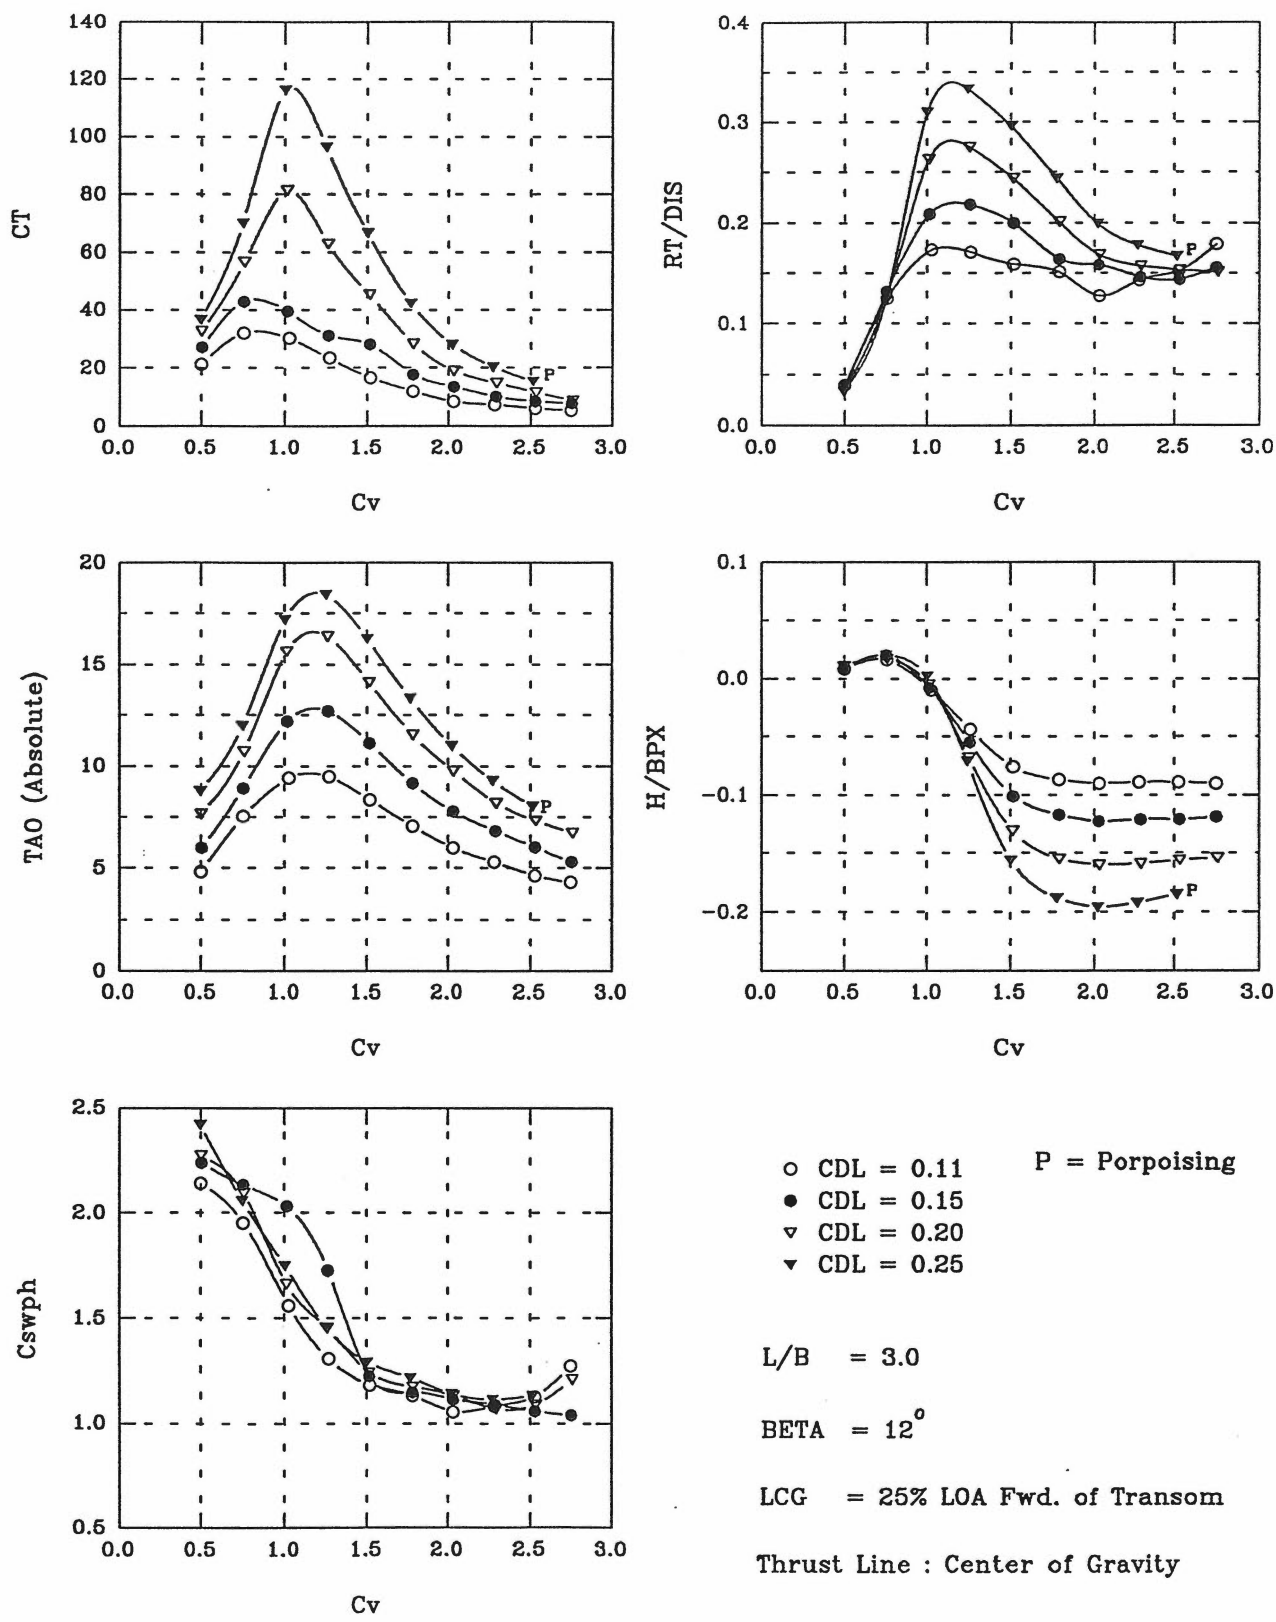 140
120
100
80
60
40
20
0
CT
0.0 0.5 1.0 1.5 2.0 2.5 3.0
Cv
P
0.4
0.3
0.2
0.1
0.0
RT/DIS
0.0 0.5 1.0 1.5 2.0 2.5 3.0
Cv
P
20
15
10
5
0
TAO (Absolute)
0.0 0.5 1.0 1.5 2.0 2.5 3.0
Cv
P
0.1
0.0
-0.1
-0.2
H/BPX
0.0 0.5 1.0 1.5 2.0 2.5 3.0
Cv
P
2.5
2.0
1.5
1.0
0.5
Cswph
0.0 0.5 1.0 1.5 2.0 2.5 3.0
Cv
CDL = 0.11
CDL = 0.15
CDL = 0.20
CDL = 0.25
P = Porpoising
L/B = 3.0
BETA = 12°
LCG = 25% LOA Fwd. of Transom
Thrust Line : Center of Gravity